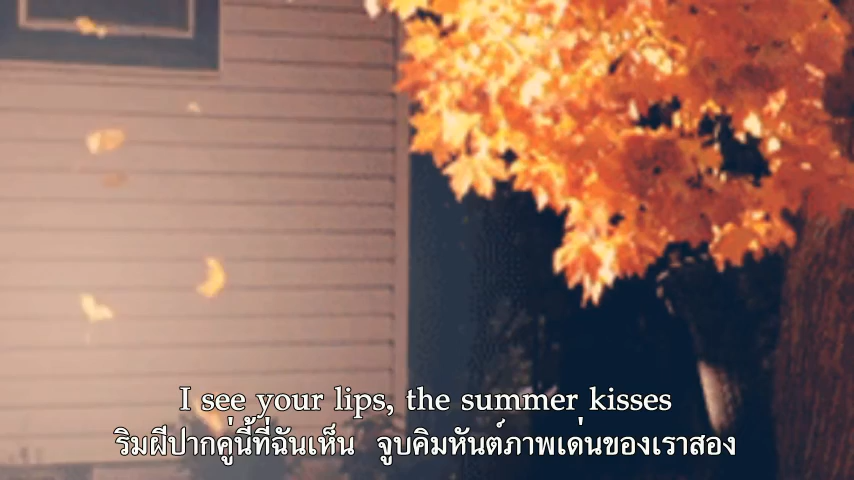 I see your lips, the summer kisses
ริมฝีปากคู่นี้ที่ฉันเห็น จูบคิมหันต์ภาพเด่นของเราสอง